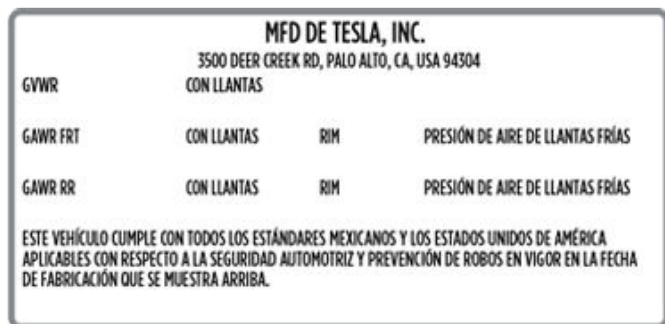 MFD DE TESLA, INC.
3500 DEER CREEK RD, PALO ALTO, CA, USA 94304
GVWR CON LLANTAS
GAWR FRT CON LLANTAS RIM PRESIÓN DE AIRE DE LLANTAS FRÍAS
GAWR RR CON LLANTAS RIM PRESIÓN DE AIRE DE LLANTAS FRÍAS
ESTE VEHÍCULO CUMPLE CON TODOS LOS ESTÁNDARES MEXICANOS Y LOS ESTADOS UNIDOS DE AMÉRICA
APLICABLES CON RESPECTO A LA SEGURIDAD AUTOMOTRIZ Y PREVENCIÓN DE ROBOS EN VIGOR EN LA FECHA
DE FABRICACIÓN QUE SE MUESTRA ARRIBA.